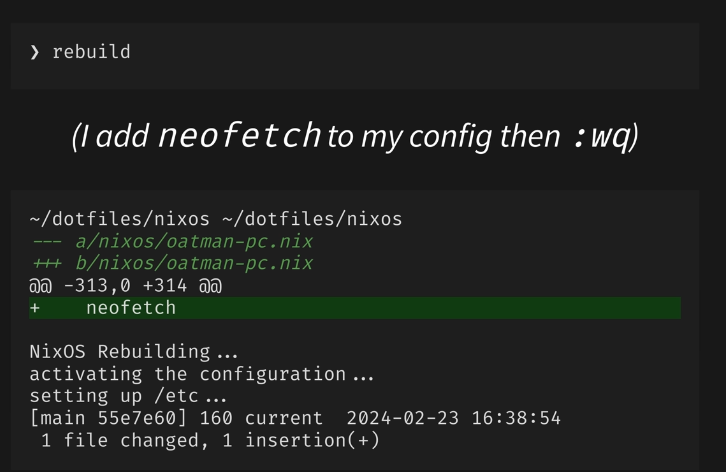 ❯ rebuild
(I add neofetch to my config then :wq)
~/dotfiles/nixos ~/dotfiles/nixos
--- a/nixos/oatman-pc.nix
+++ b/nixos/oatman-pc.nix
@@ -313,0 +314 @@
+    neofetch
NixOS Rebuilding...
activating the configuration...
setting up /etc...
[main 55e7e60] 160 current  2024-02-23 16:38:54
 1 file changed, 1 insertion(+)